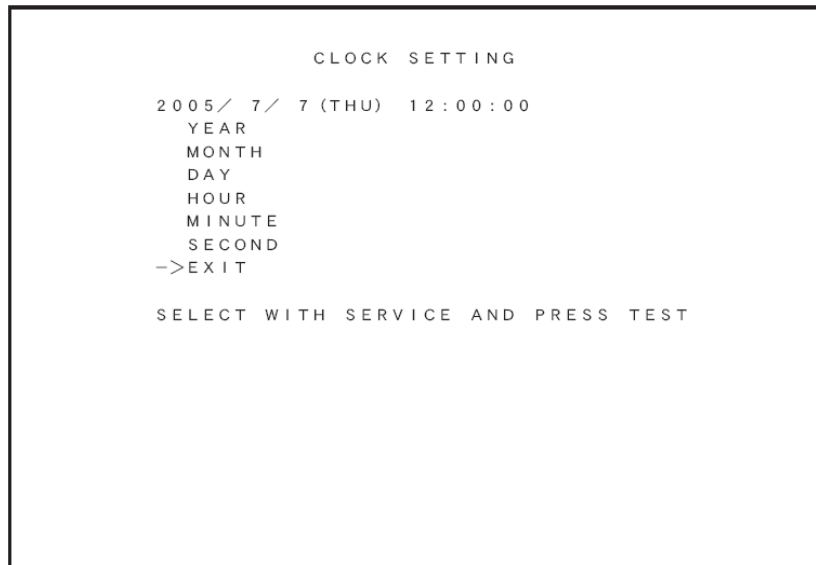 CLOCK SETTING
2005/ 7/ 7(THU) 12:00:00
YEAR
MONTH
DAY
HOUR
MINUTE
SECOND
->EXIT
SELECT WITH SERVICE AND PRESS TEST